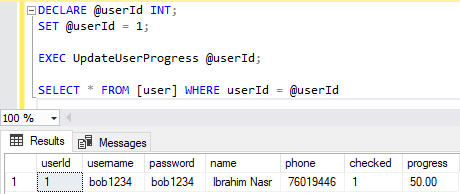 DECLARE @userId INT;
SET @userId = 1;
EXEC UpdateUserProgress @userId;
SELECT * FROM [user] WHERE userId = @userId
100 %
Results Messages
userId username password name phone checked progress
1 1 bob1234 bob1234 Ibrahim Nasr 76019446 1 50.00